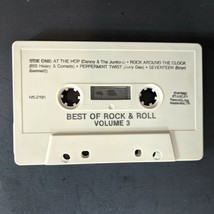 SIDE ONE: AT THE HOP (Danny & The Juniors) • ROCK AROUND THE CLOCK
(Bill Haley & Comets) • PEPPERMINT TWIST (Joey Dee) • SEVENTEEN (Boyd
Bennett)
BEST OF ROCK & ROLL
VOLUME 3